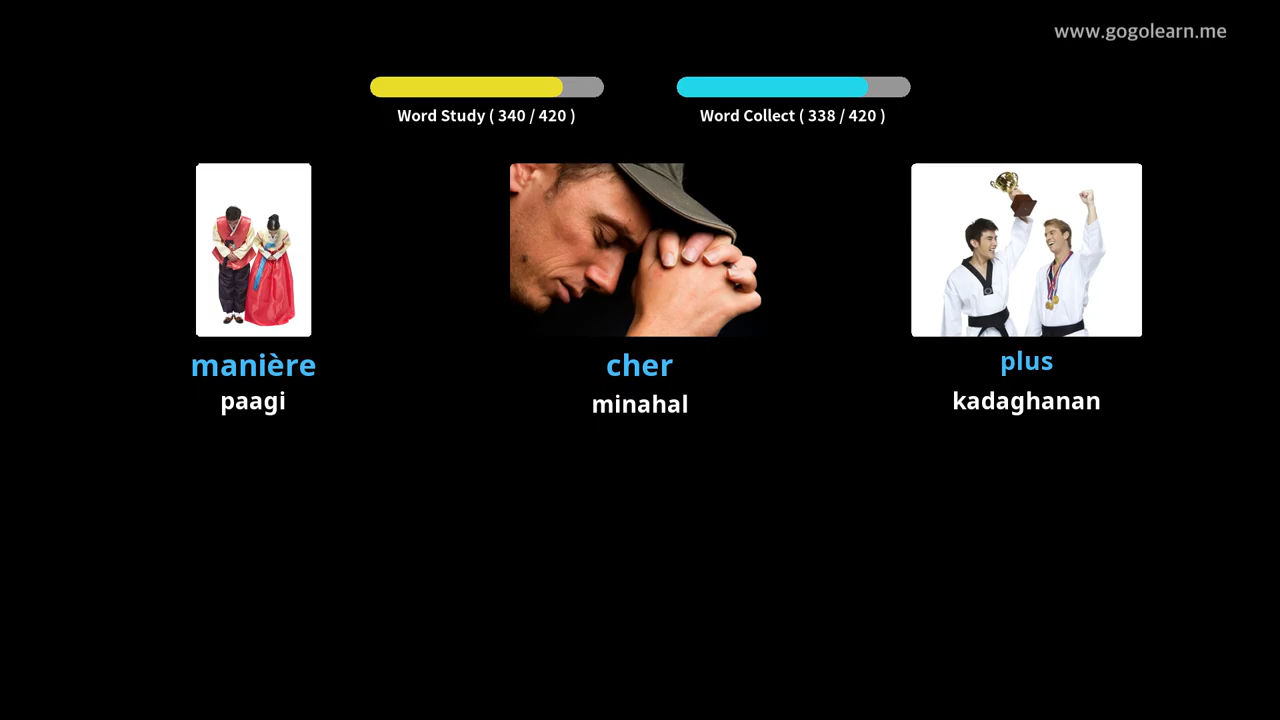 www.gogolearn.me
Word Study ( 340 / 420 )
Word Collect ( 338 / 420 )
manière
paagi
cher
minahal
plus
kadaghanan